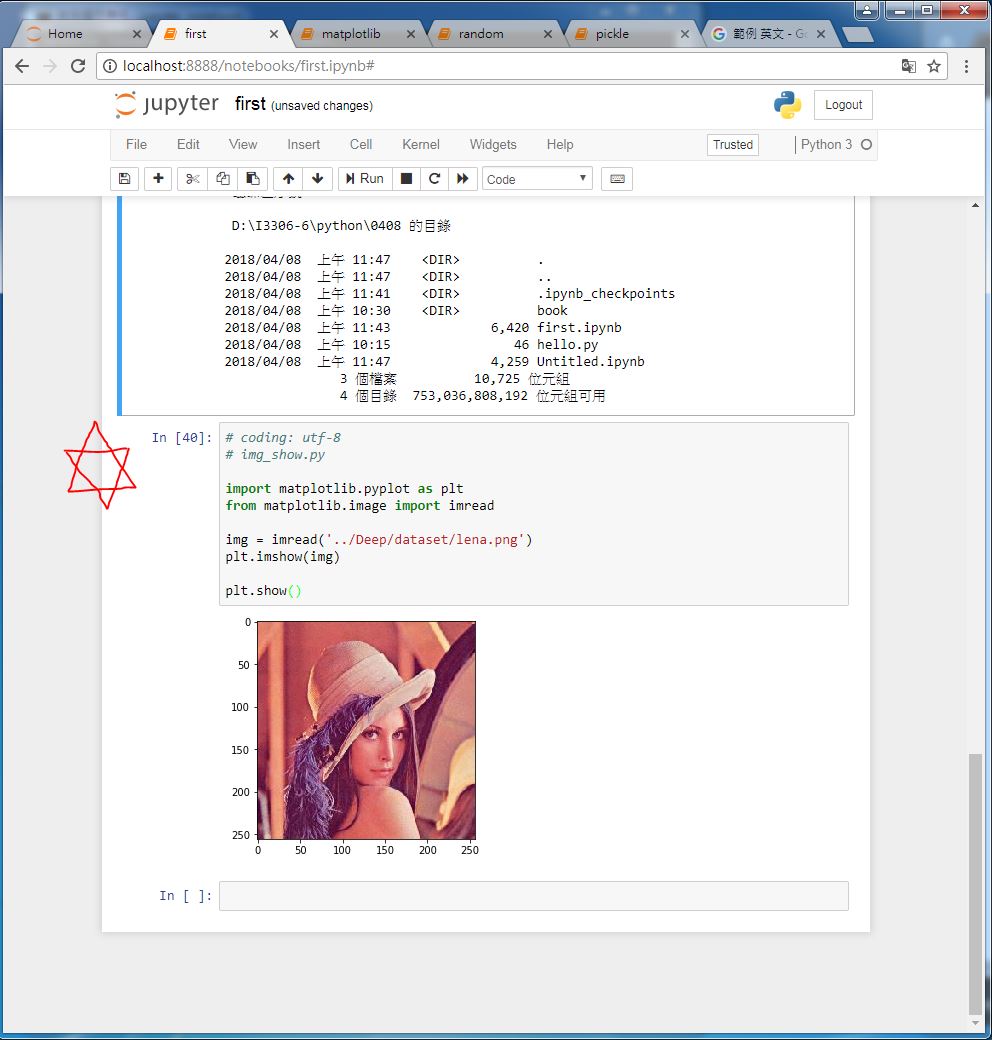 Home
first
matplotlib
random
pickle
範例 英文 - Go
localhost:8888/notebooks/first.ipynb#
jupyter first (unsaved changes)
Logout
File Edit View Insert Cell Kernel Widgets Help
Trusted
Python 3
Run
Code
D:\I3306-6\python\0408 的目錄
2018/04/08 上午 11:47 <DIR> .
2018/04/08 上午 11:47 <DIR> ..
2018/04/08 上午 11:41 <DIR> .ipynb_checkpoints
2018/04/08 上午 10:30 <DIR> book
2018/04/08 上午 11:43 6,420 first.ipynb
2018/04/08 上午 10:15 46 hello.py
2018/04/08 上午 11:47 4,259 Untitled.ipynb
3 個檔案 10,725 位元組
4 個目錄 753,036,808,192 位元組可用
In [40]:
# coding: utf-8
# img_show.py
import matplotlib.pyplot as plt
from matplotlib.image import imread
img = imread('../Deep/dataset/lena.png')
plt.imshow(img)
plt.show()
0
50
100
150
200
250
0 50 100 150 200 250
In [ ]: